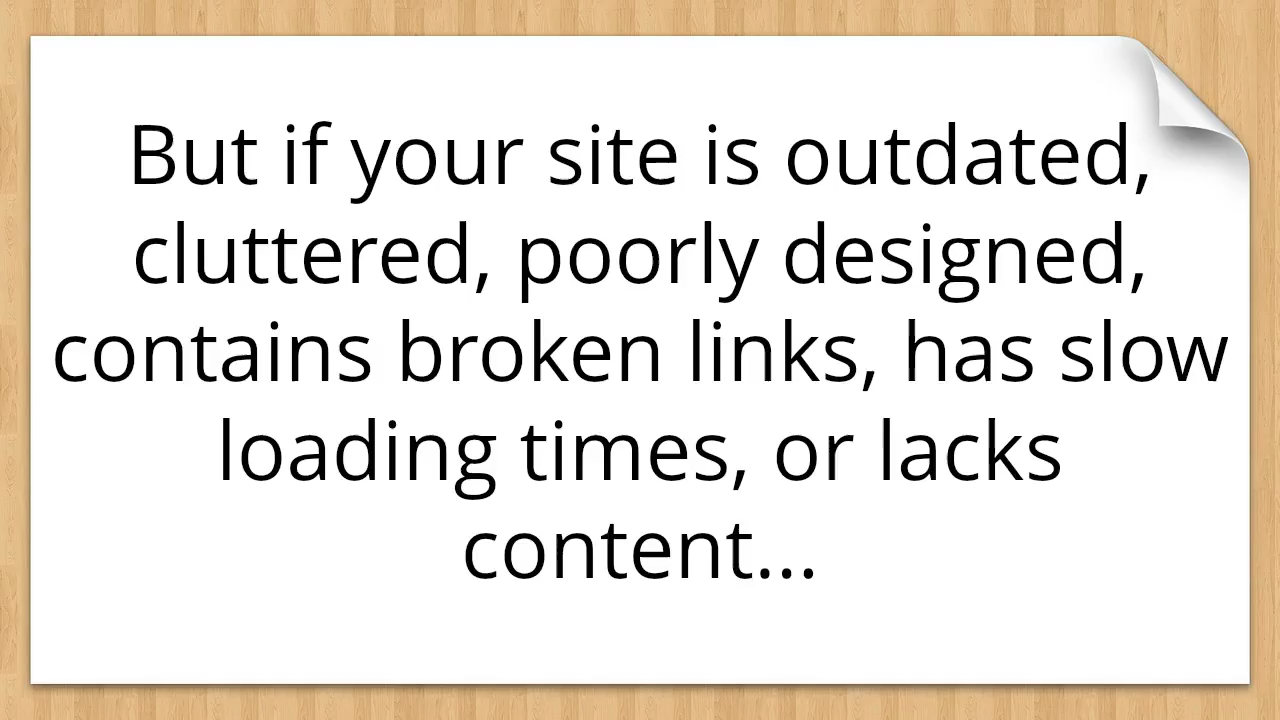 But if your site is outdated,
cluttered, poorly designed,
contains broken links, has slow
loading times, or lacks
content...